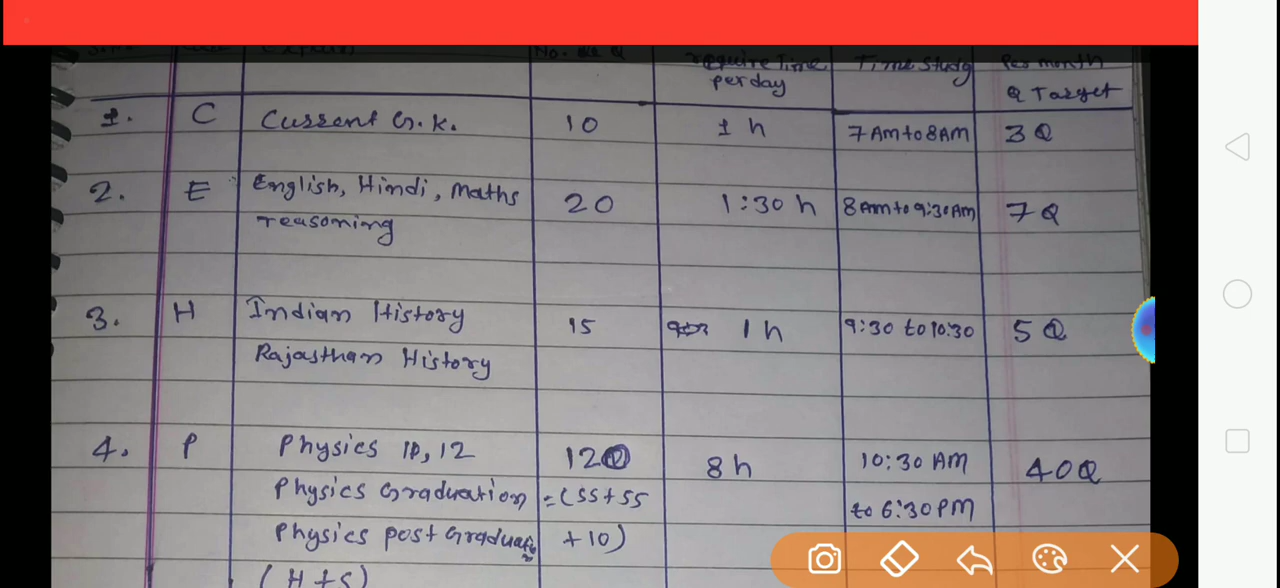 No. of Q
require Time Time Study Per month
per day Q Target
1. C Current G.K. 10 1 h 7 Am to 8 AM 3 Q
2. E English, Hindi, Maths 20 1:30 h 8 Am to 9:30 Am 7 Q
reasoning
3. H Indian History 15 1 h 9:30 to 10:30 5 Q
Rajasthan History
4. P Physics 10, 12 120 8 h 10:30 AM 40 Q
Physics Graduation = (55+55 to 6:30 PM
Physics post Graduate +10)
(H+S)